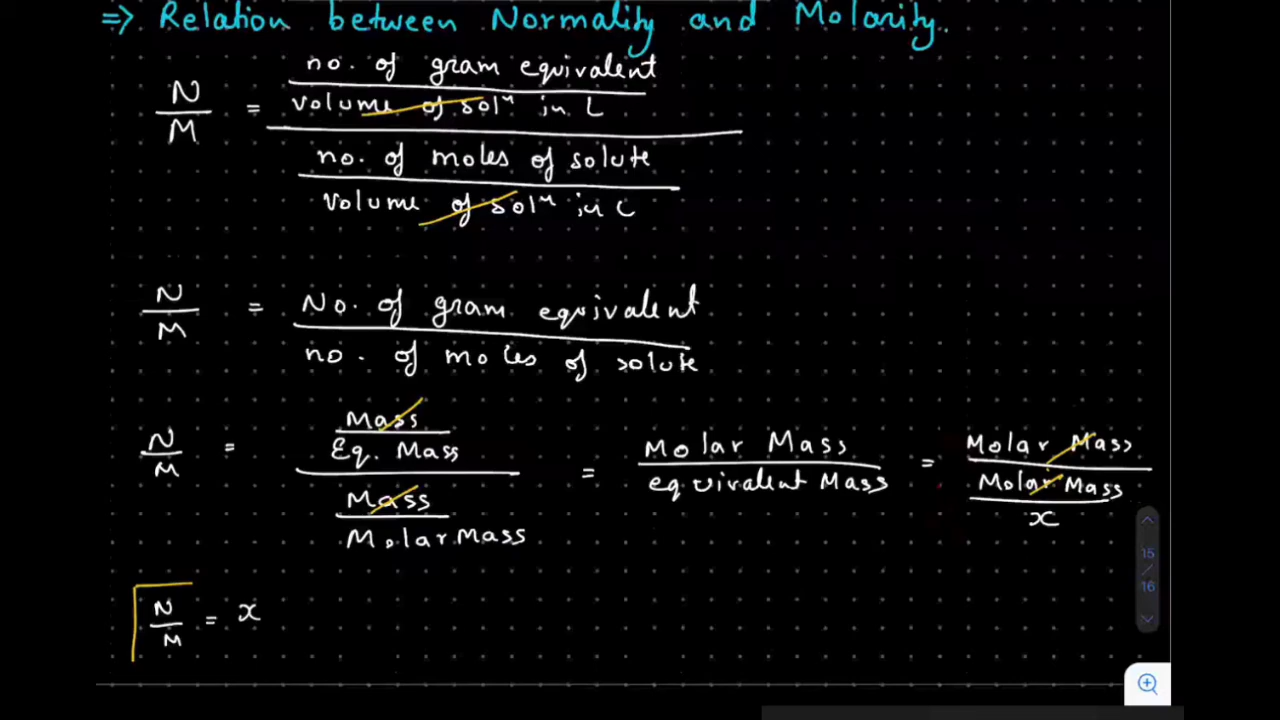 => Relation between Normality and Molarity.
N/M = no. of gram equivalent / volume of solⁿ in L
no. of moles of solute / volume of solⁿ in L
N/M = No. of gram equivalent / no. of moles of solute
N/M = Mass / Eq. Mass / Mass / Molar Mass = Molar Mass / equivalent Mass = Molar Mass / Molar Mass / x
N/M = x
15
/
16